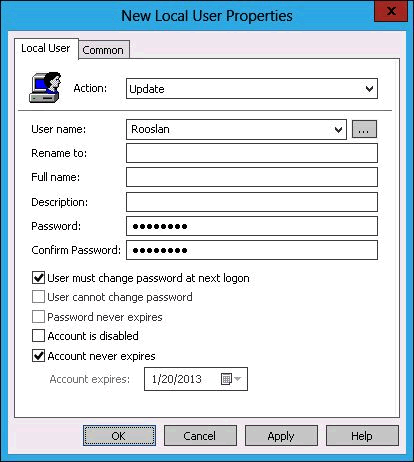 New Local User Properties
x
Local User
Common
Action:
Update
User name:
Rooslan
...
Rename to:
Full name:
Description:
Password:
●●●●●●●●
Confirm Password:
●●●●●●●●
User must change password at next logon
User cannot change password
Password never expires
Account is disabled
Account never expires
Account expires:
1/20/2013
OK
Cancel
Apply
Help